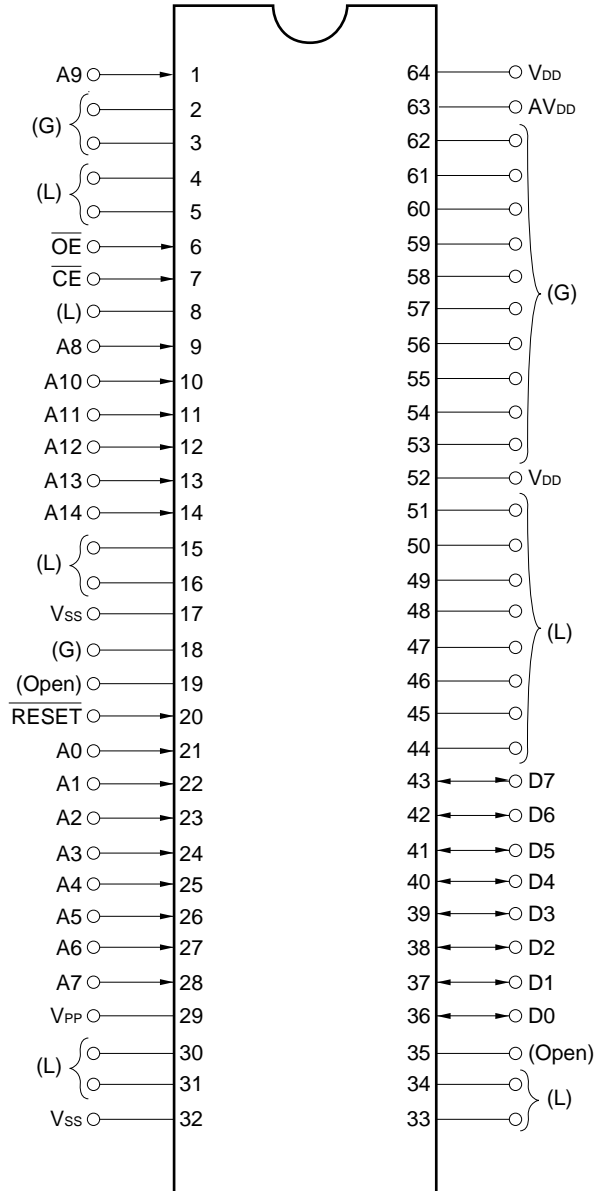 A9 1 64 VDD
2 63 AVDD
(G)
3 62
4 61
(L)
5 60
OE 6 59
CE 7 58
(G)
(L) 8 57
A8 9 56
A10 10 55
A11 11 54
A12 12 53
A13 13 52 VDD
A14 14 51
15 50
(L)
16 49
VSS 17 48
(L)
(G) 18 47
(Open) 19 46
RESET 20 45
A0 21 44
A1 22 43 D7
A2 23 42 D6
A3 24 41 D5
A4 25 40 D4
A5 26 39 D3
A6 27 38 D2
A7 28 37 D1
VPP 29 36 D0
30 35 (Open)
(L)
31 34
(L)
VSS 32 33